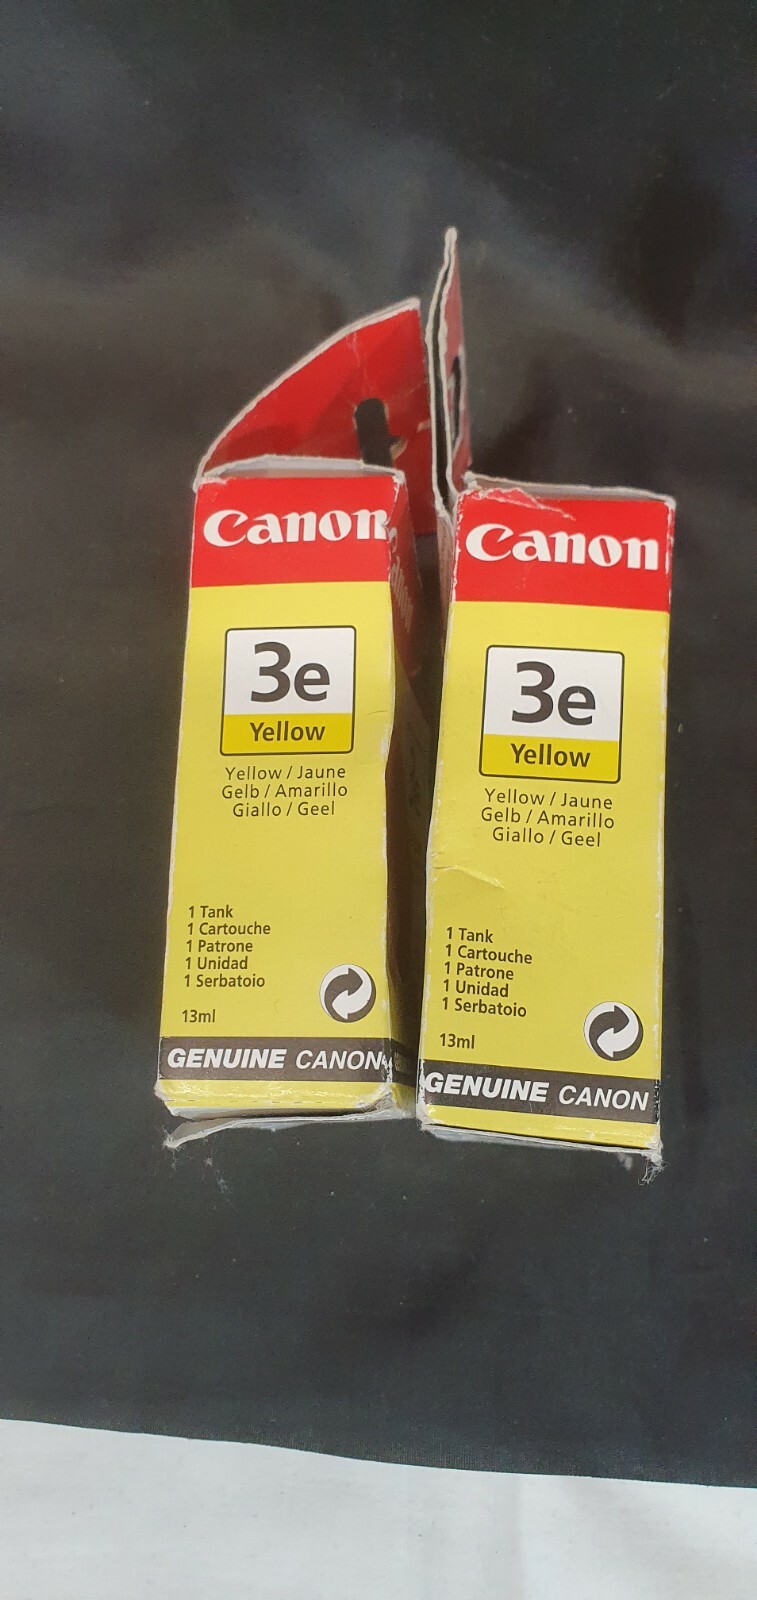 Canon
Canon
3e
Yellow
Yellow / Jaune
Gelb / Amarillo
Giallo / Geel
1 Tank
1 Cartouche
1 Patrone
1 Unidad
1 Serbatoio
13ml
GENUINE CANON
Canon
3e
Yellow
Yellow / Jaune
Gelb / Amarillo
Giallo / Geel
1 Tank
1 Cartouche
1 Patrone
1 Unidad
1 Serbatoio
13ml
GENUINE CANON